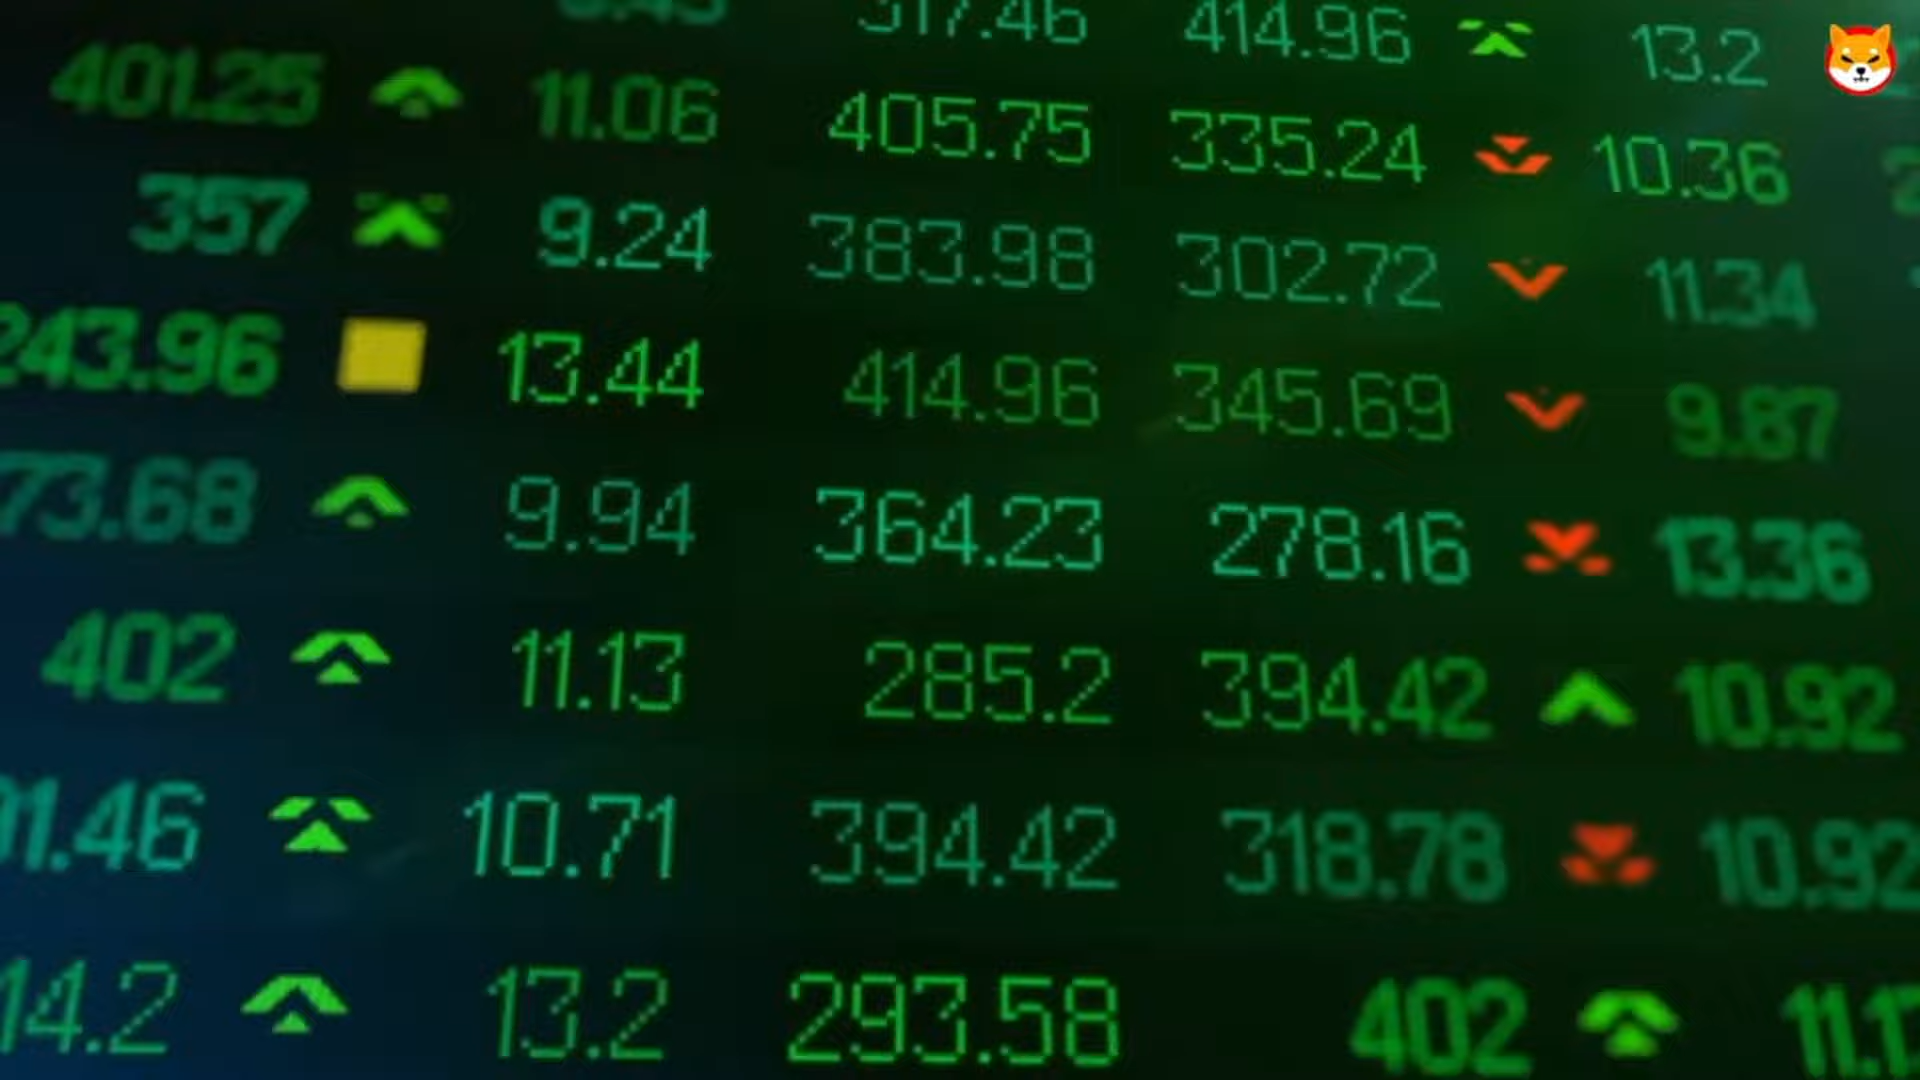 317.46 414.96 13.2
401.25 11.06 405.75 335.24 10.36
357 9.24 383.98 302.72 11.34
243.96 13.44 414.96 345.69 9.87
73.68 9.94 364.23 278.16 13.36
402 11.13 285.2 394.42 10.92
10.71 394.42 318.78 10.92
14.2 13.2 293.58 402